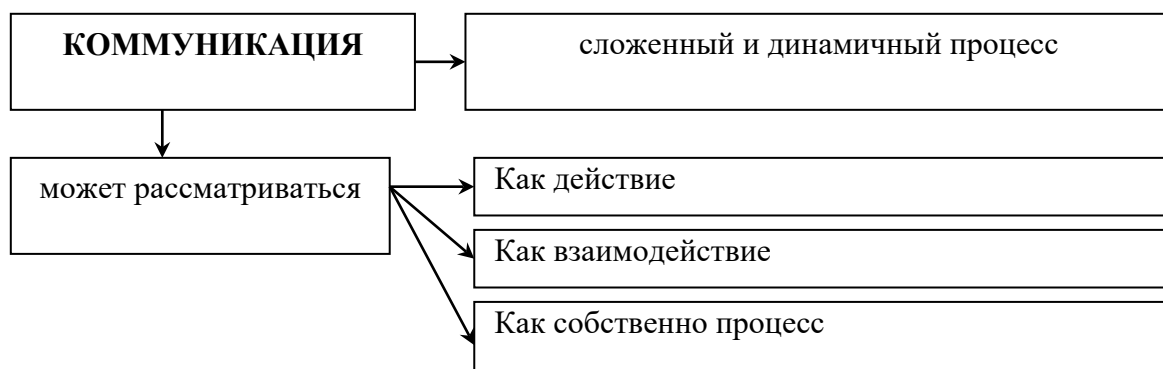 КОММУНИКАЦИЯ
сложенный и динамичный процесс
может рассматриваться
Как действие
Как взаимодействие
Как собственно процесс